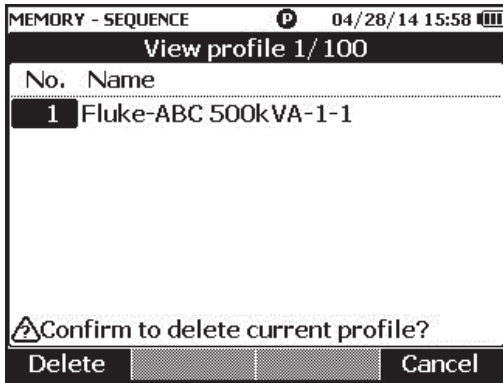 MEMORY - SEQUENCE P 04/28/14 15:58
View profile 1/100
No. Name
1 Fluke-ABC 500kVA-1-1
Confirm to delete current profile?
Delete Cancel